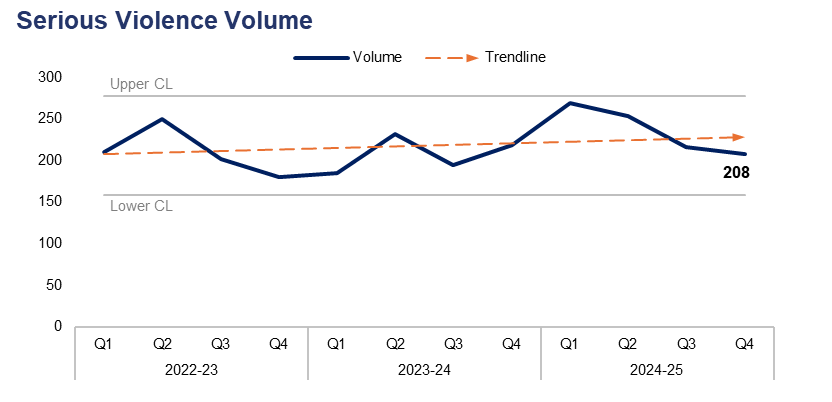 Serious Violence Volume
Volume Trendline
300
Upper CL
250
200
208
150
Lower CL
100
50
0
Q1 Q2 Q3 Q4 Q1 Q2 Q3 Q4 Q1 Q2 Q3 Q4
2022-23 2023-24 2024-25